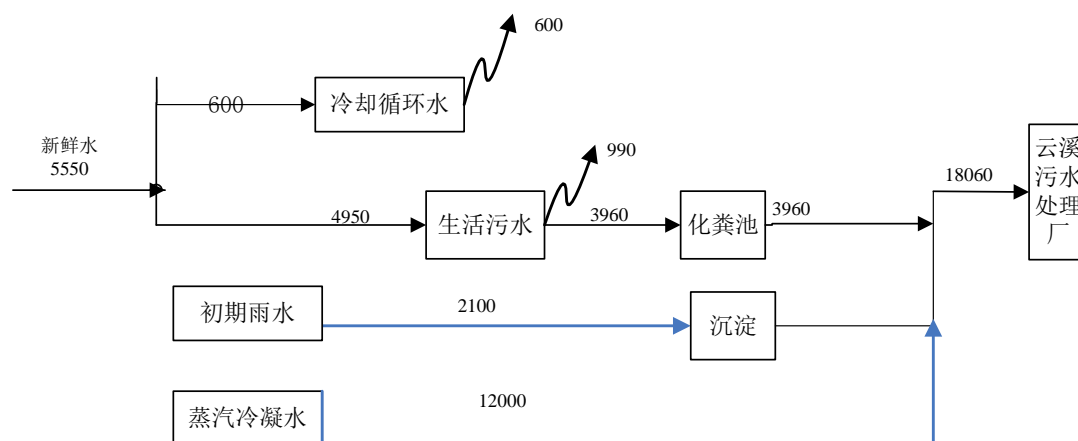 600
600
冷却循环水
新鲜水
5550
990
云溪
污水
处理
厂
18060
4950
生活污水
3960
化粪池
3960
初期雨水
2100
沉淀
蒸汽冷凝水
12000